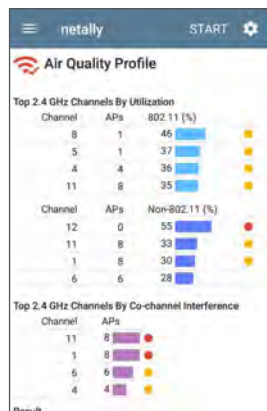 netally START
Air Quality Profile
Top 2.4 GHz Channels By Utilization
Channel APs 802.11 (%)
8 1 46
5 1 37
4 4 36
11 8 35
Channel APs Non-802.11 (%)
12 0 55
11 8 33
1 8 30
6 6 28
Top 2.4 GHz Channels By Co-channel Interference
Channel APs
11 8
1 8
6 6
4 4
Result